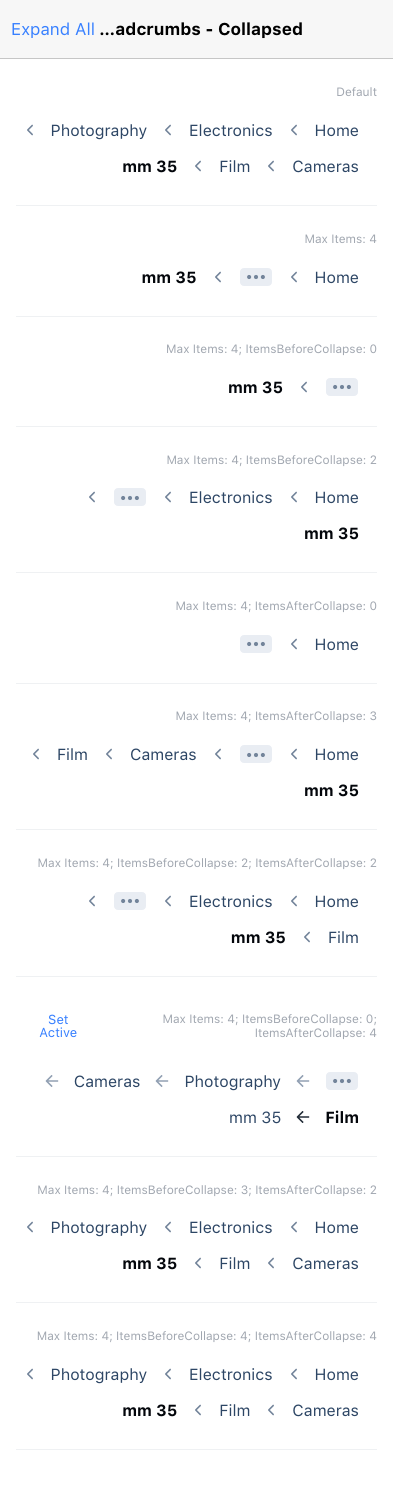 Expand All ...adcrumbs - Collapsed
Default
Home Electronics Photography
Cameras Film mm 35
Max Items: 4
Home ... mm 35
Max Items: 4; ItemsBeforeCollapse: 0
... mm 35
Max Items: 4; ItemsBeforeCollapse: 2
Home Electronics ...
mm 35
Max Items: 4; ItemsAfterCollapse: 0
Home ...
Max Items: 4; ItemsAfterCollapse: 3
Home ... Cameras Film
mm 35
Max Items: 4; ItemsBeforeCollapse: 2; ItemsAfterCollapse: 2
Home Electronics ...
Film mm 35
Max Items: 4; ItemsBeforeCollapse: 0;
ItemsAfterCollapse: 4
Set
Active
... Photography Cameras
Film mm 35
Max Items: 4; ItemsBeforeCollapse: 3; ItemsAfterCollapse: 2
Home Electronics Photography
Cameras Film mm 35
Max Items: 4; ItemsBeforeCollapse: 4; ItemsAfterCollapse: 4
Home Electronics Photography
Cameras Film mm 35